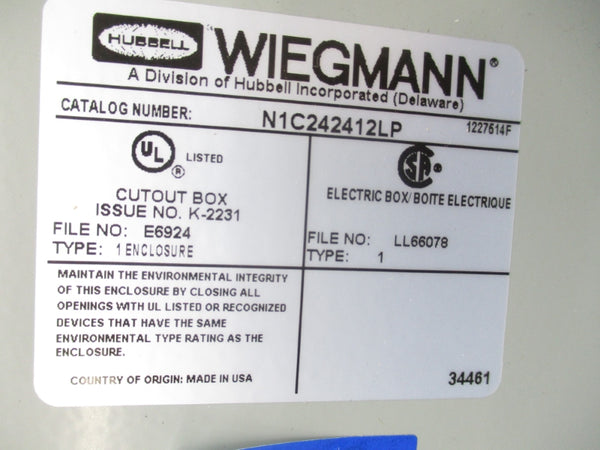 HUBBELL WIEGMANN®
A Division of Hubbell Incorporated (Delaware)
CATALOG NUMBER: N1C242412LP 1227514F
UL LISTED ®
CUTOUT BOX
ISSUE NO. K-2231
FILE NO: E6924
TYPE: 1 ENCLOSURE
SA ®
ELECTRIC BOX/BOITE ELECTRIQUE
FILE NO: LL66078
TYPE: 1
MAINTAIN THE ENVIRONMENTAL INTEGRITY
OF THIS ENCLOSURE BY CLOSING ALL
OPENINGS WITH UL LISTED OR RECOGNIZED
DEVICES THAT HAVE THE SAME
ENVIRONMENTAL TYPE RATING AS THE
ENCLOSURE.
COUNTRY OF ORIGIN: MADE IN USA
34461